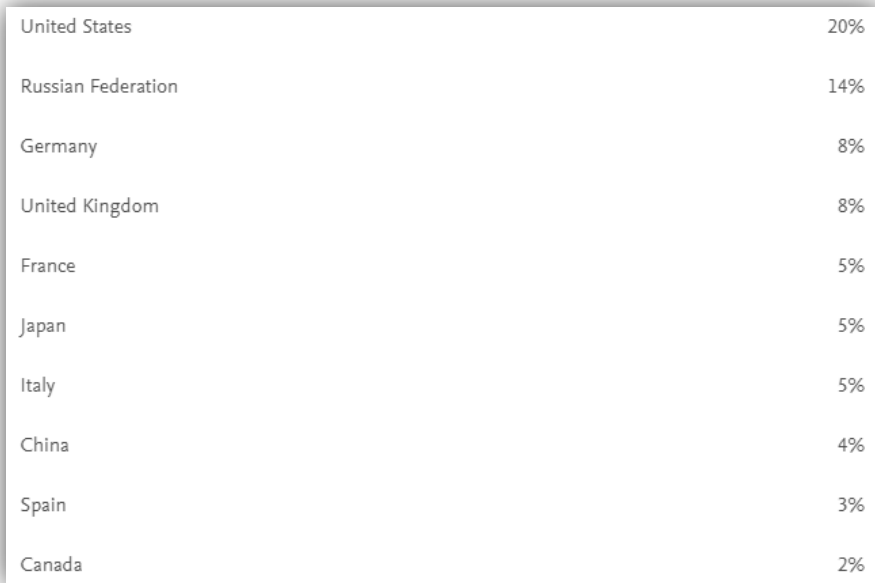 United States 20%
Russian Federation 14%
Germany 8%
United Kingdom 8%
France 5%
Japan 5%
Italy 5%
China 4%
Spain 3%
Canada 2%